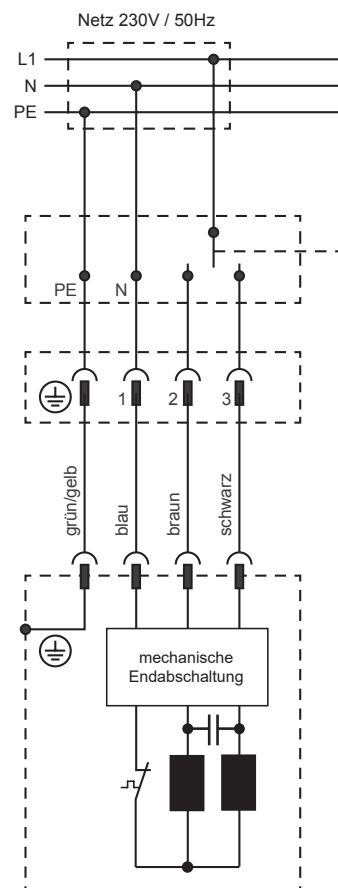 Netz 230V / 50Hz
L1
N
PE
PE
N
1
2
3
grün/gelb
blau
braun
schwarz
mechanische
Endabschaltung